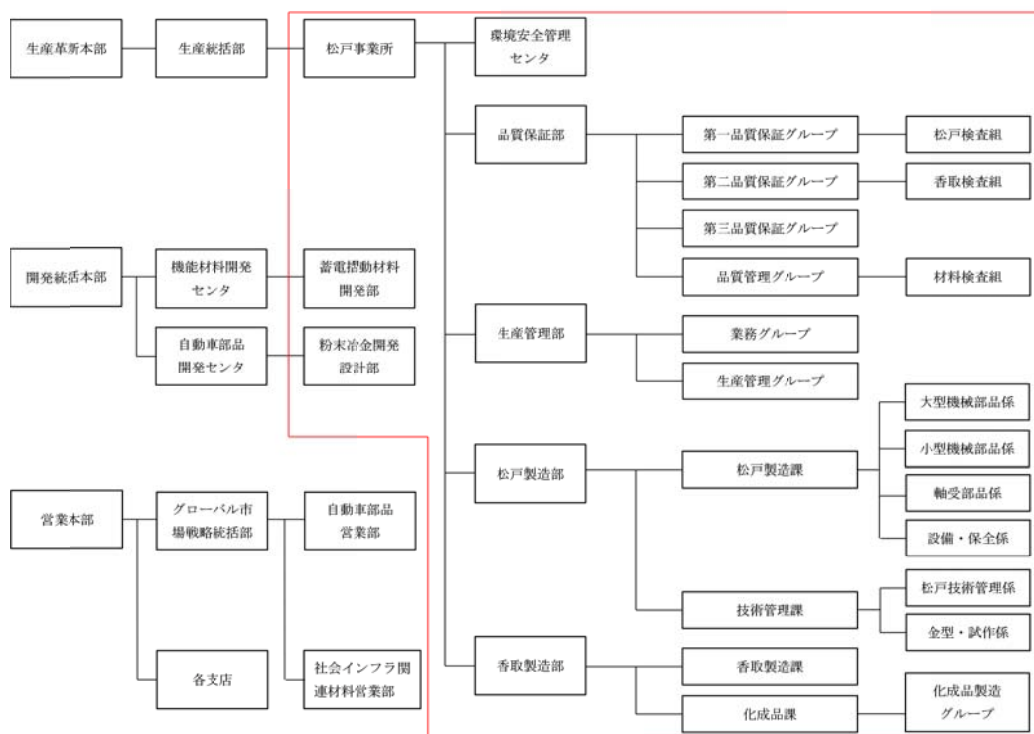 生産革新本部
生産統括部
松戸事業所
環境安全管理
センタ
品質保証部
第一品質保証グループ
松戸検査組
第二品質保証グループ
香取検査組
第三品質保証グループ
品質管理グループ
材料検査組
開発統括本部
機能材料開発
センタ
蓄電摺動材料
開発部
自動車部品
開発センタ
粉末冶金開発
設計部
生産管理部
業務グループ
生産管理グループ
松戸製造部
松戸製造課
大型機械部品係
小型機械部品係
軸受部品係
設備・保全係
技術管理課
松戸技術管理係
金型・試作係
営業本部
グローバル市
場戦略統括部
自動車部品
営業部
各支店
社会インフラ関
連材料営業部
香取製造部
香取製造課
化成品課
化成品製造
グループ